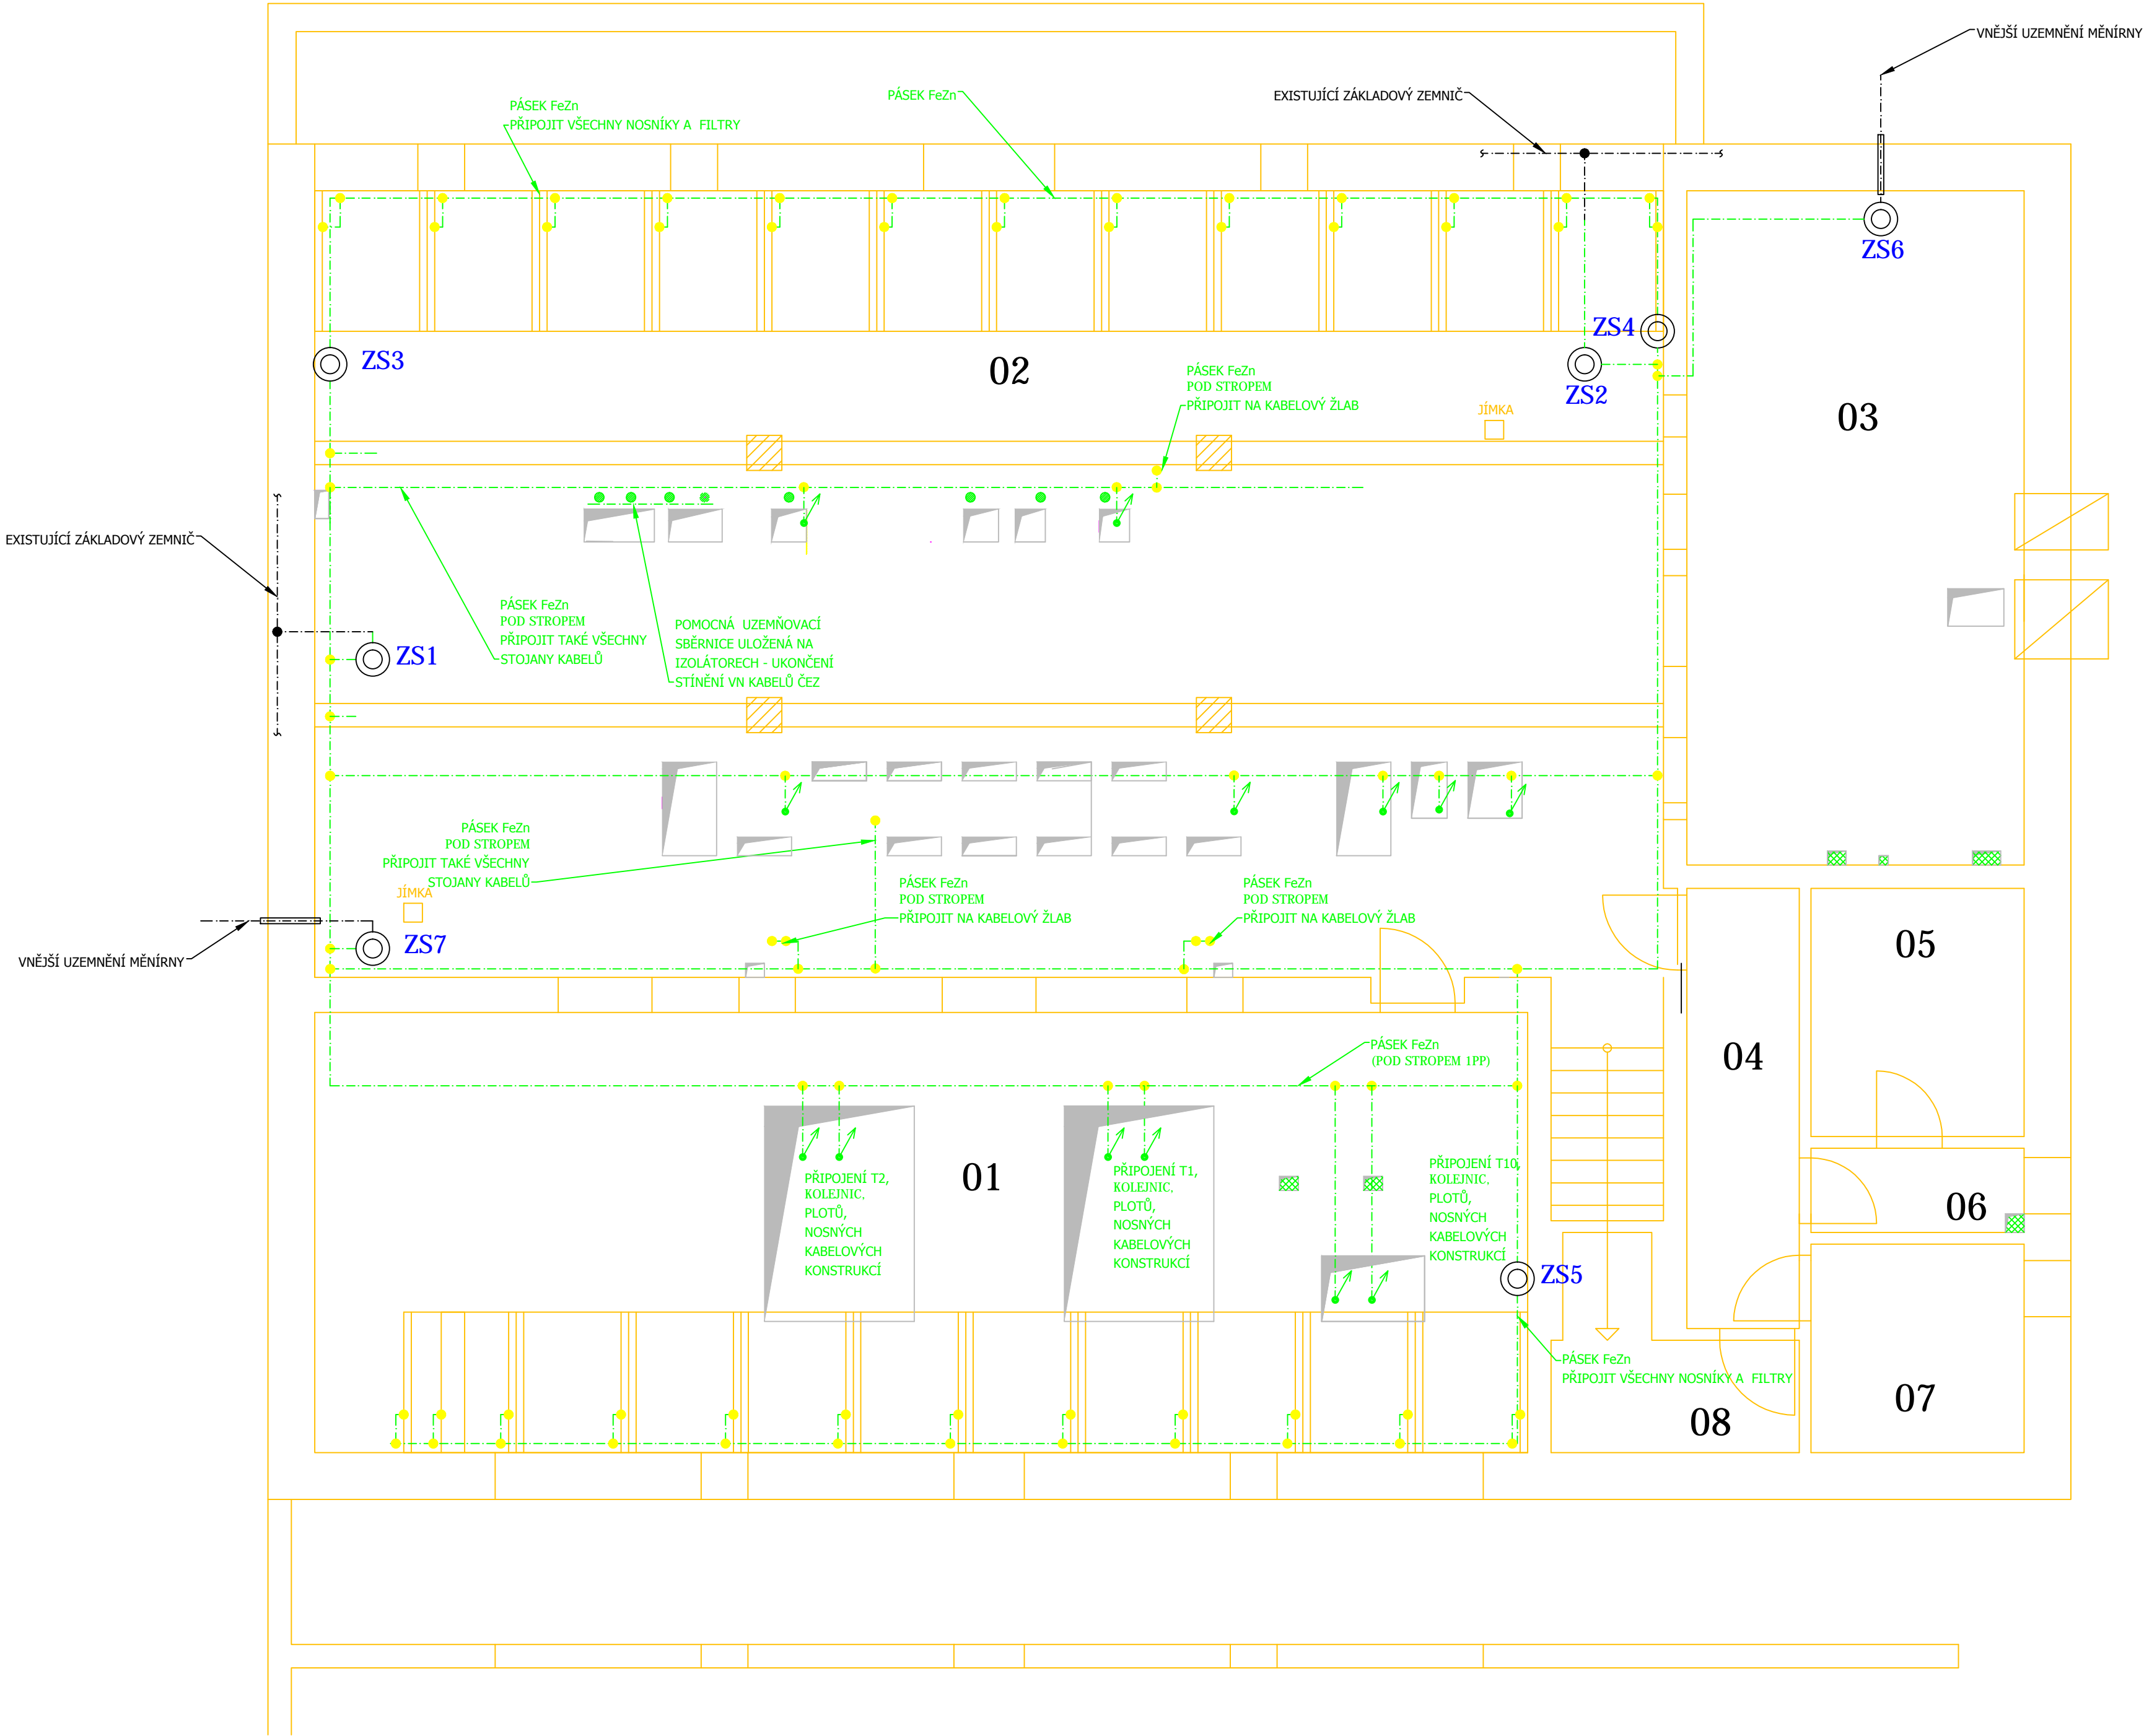 VNĚJŠÍ UZEMNĚNÍ MĚNÍRNY
PÁSEK FeZn
PŘIPOJIT VŠECHNY NOSNÍKY A FILTRY
PÁSEK FeZn
EXISTUJÍCÍ ZÁKLADOVÝ ZEMNIČ
ZS6
ZS4
ZS3
02
ZS2
PÁSEK FeZn
POD STROPEM
PŘIPOJIT NA KABELOVÝ ŽLAB
JÍMKA
03
EXISTUJÍCÍ ZÁKLADOVÝ ZEMNIČ
PÁSEK FeZn
POD STROPEM
PŘIPOJIT TAKÉ VŠECHNY
STOJANY KABELŮ
POMOCNÁ UZEMŇOVACÍ
SBĚRNICE ULOŽENÁ NA
IZOLÁTORECH - UKONČENÍ
STÍNĚNÍ VN KABELŮ ČEZ
ZS1
PÁSEK FeZn
POD STROPEM
PŘIPOJIT TAKÉ VŠECHNY
STOJANY KABELŮ
JÍMKA
PÁSEK FeZn
POD STROPEM
PŘIPOJIT NA KABELOVÝ ŽLAB
PÁSEK FeZn
POD STROPEM
PŘIPOJIT NA KABELOVÝ ŽLAB
ZS7
VNĚJŠÍ UZEMNĚNÍ MĚNÍRNY
05
04
PÁSEK FeZn
(POD STROPEM 1PP)
01
PŘIPOJENÍ T2,
KOLEJNIC,
PLOTŮ,
NOSNÝCH
KABELOVÝCH
KONSTRUKCÍ
PŘIPOJENÍ T1,
KOLEJNIC,
PLOTŮ,
NOSNÝCH
KABELOVÝCH
KONSTRUKCÍ
PŘIPOJENÍ T10,
KOLEJNIC,
PLOTŮ,
NOSNÝCH
KABELOVÝCH
KONSTRUKCÍ
06
ZS5
PÁSEK FeZn
PŘIPOJIT VŠECHNY NOSNÍKY A FILTRY
08
07